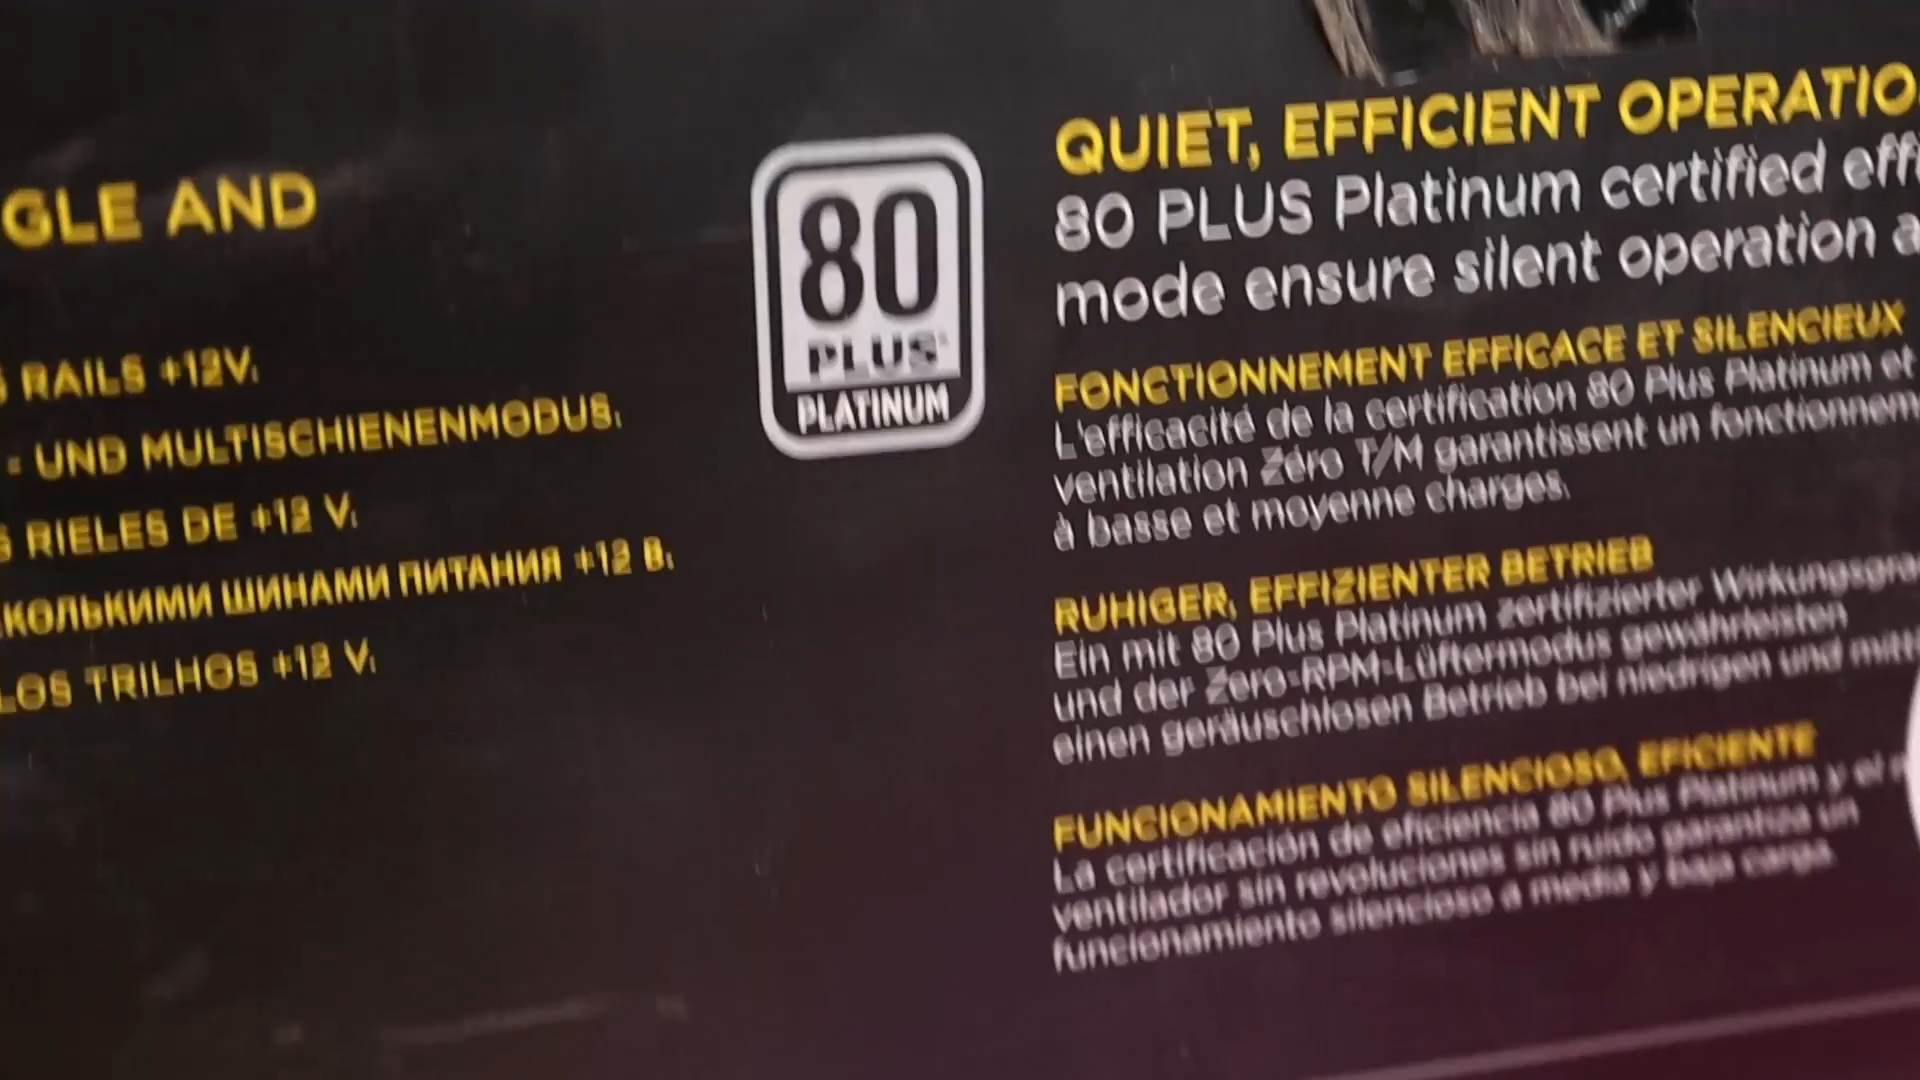 GLE AND
RAILS +12V.
- UND MULTISCHIENENMODUS.
RIELES DE +12 V.
ШИНАМИ ПИТАНИЯ +12 В.
LOS TRILHOS +12 V.
80
PLUS
PLATINUM
QUIET, EFFICIENT OPERATIO
80 PLUS Platinum certified effi
mode ensure silent operation a
FONCTIONNEMENT EFFICACE ET SILENCIEUX
L'efficacité de la certification 80 Plus Platinum et
ventilation Zéro T/M garantissent un fonctionnem
à basse et moyenne charges.
RUHIGER, EFFIZIENTER BETRIEB
Ein mit 80 Plus Platinum zertifizierter Wirkungsgra
und der Zero-RPM-Lüftermodus gewährleisten
einen geräuschlosen Betrieb bei niedrigen und mittl
FUNCIONAMIENTO SILENCIOSO, EFICIENTE
La certificación de eficiencia 80 Plus Platinum y el
ventilador sin revoluciones sin ruido garantiza un
funcionamiento silencioso a media y baja carga.